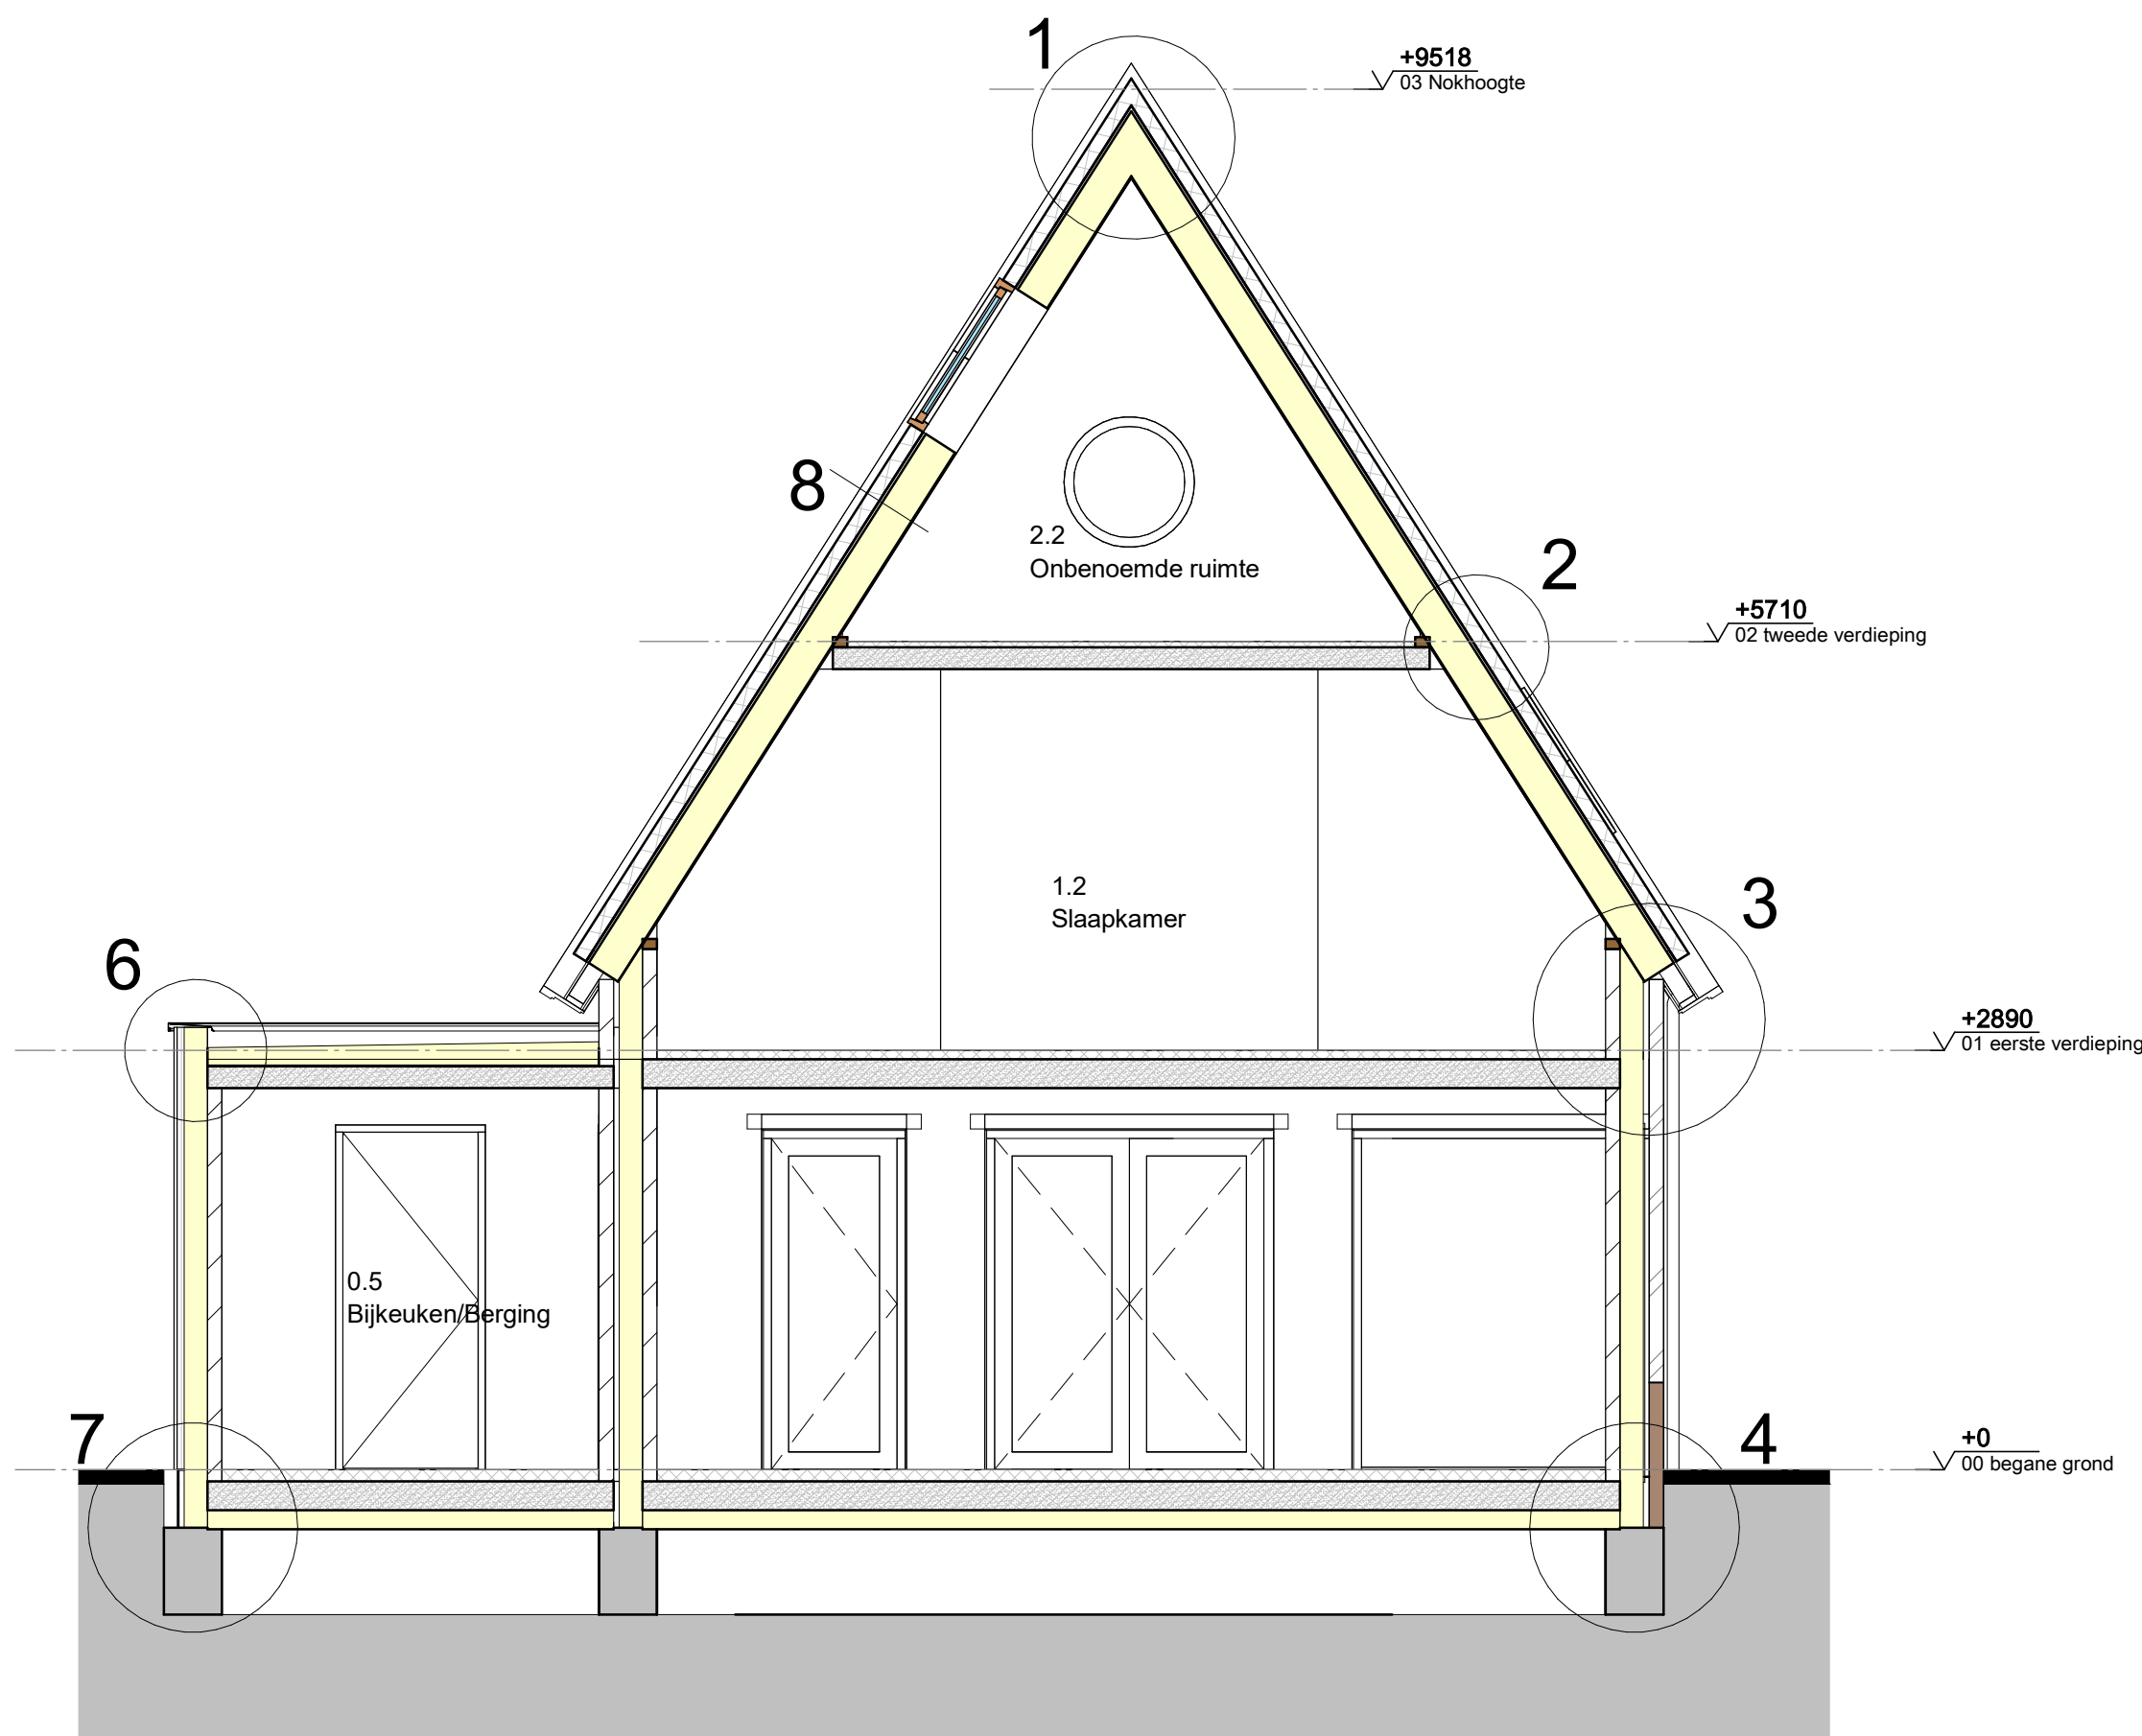 1
+9518
03 Nokhoogte
8
2.2
Onbenoemde ruimte
2
+5710
02 tweede verdieping
1.2
Slaapkamer
3
6
+2890
01 eerste verdieping
0.5
Bijkeuken/Berging
7
4
+0
00 begane grond